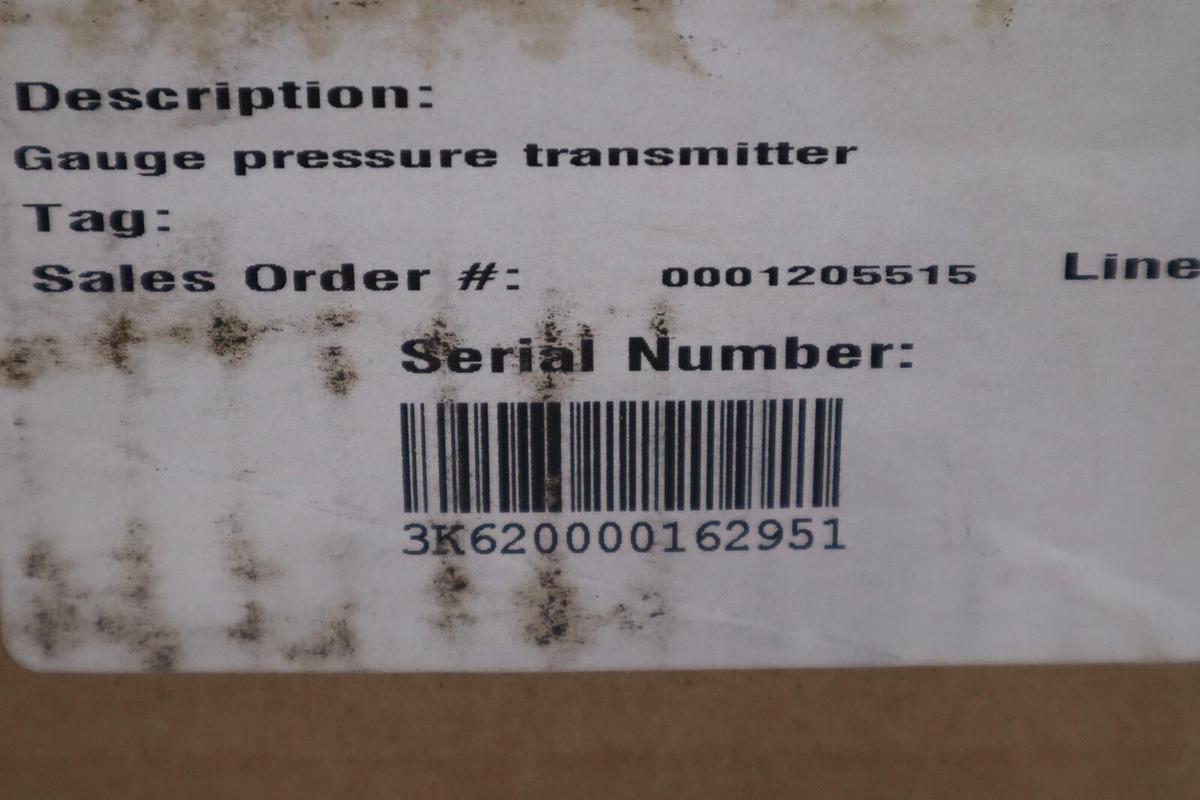 Description:
Gauge pressure transmitter
Tag:
Sales Order #: 0001205515 Line
Serial Number:
3K620000162951